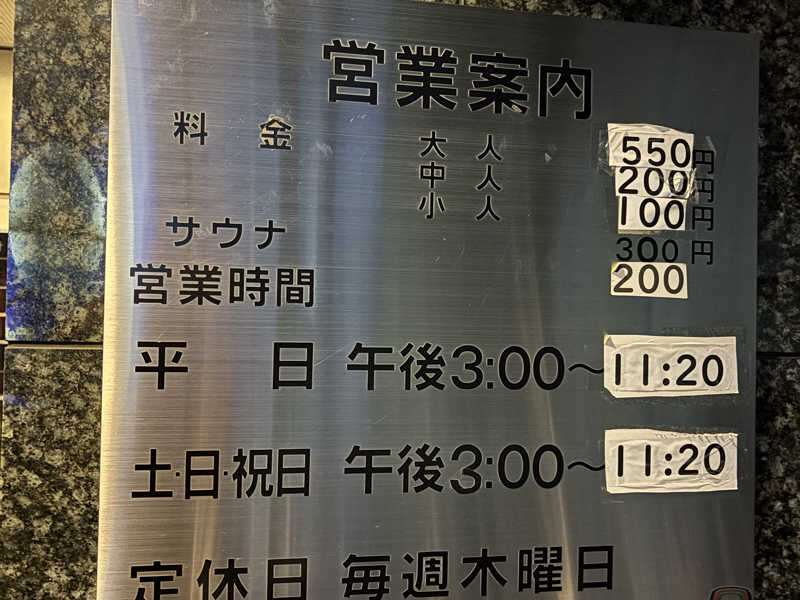 営業案内
料金 大人 550円
中人 200円
小人 100円
サウナ 300円
200
営業時間
平日 午後3:00〜11:20
土·日·祝日 午後3:00〜11:20
定休日 毎週木曜日